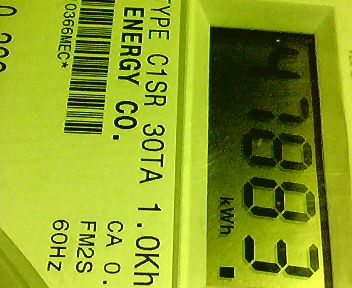 47883
kWh
TYPE C1SR 30TA 1.0Kh
ENERGY CO.
CA 0.
FM2S
60Hz
0366MEC*